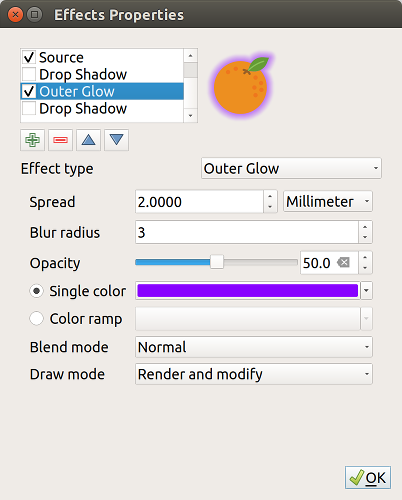 Effects Properties
Source
Drop Shadow
Outer Glow
Drop Shadow
Effect type Outer Glow
Spread 2.0000 Millimeter
Blur radius 3
Opacity 50.0
Single color
Color ramp
Blend mode Normal
Draw mode Render and modify
OK